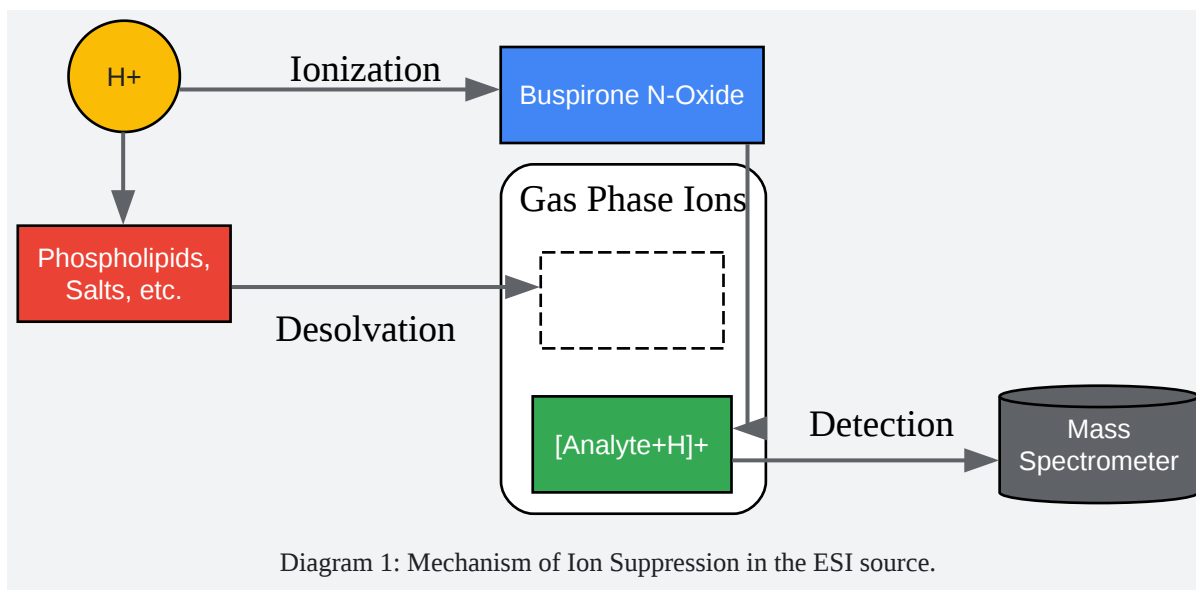 H+
Ionization
Buspirone N-Oxide
Gas Phase Ions
Phospholipids,
Salts, etc.
Desolvation
[Analyte+H]+
Detection
Mass
Spectrometer
Diagram 1: Mechanism of Ion Suppression in the ESI source.